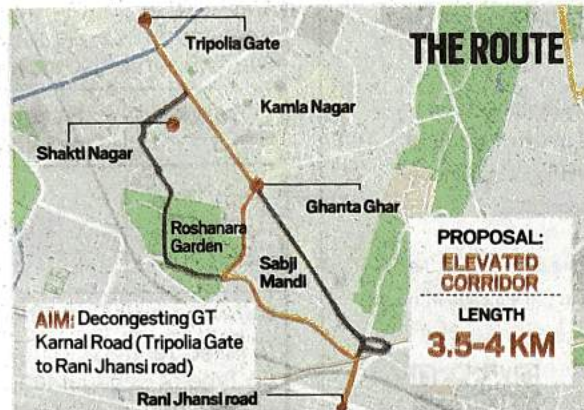 Tripolia Gate
THE ROUTE
Kamla Nagar
Shakti Nagar
Ghanta Ghar
Roshanara
Garden
Sabji
Mandi
PROPOSAL:
ELEVATED
CORRIDOR
LENGTH
3.5-4 KM
AIM: Decongesting GT
Karnal Road (Tripolia Gate
to Rani Jhansi road)
Rani Jhansi road